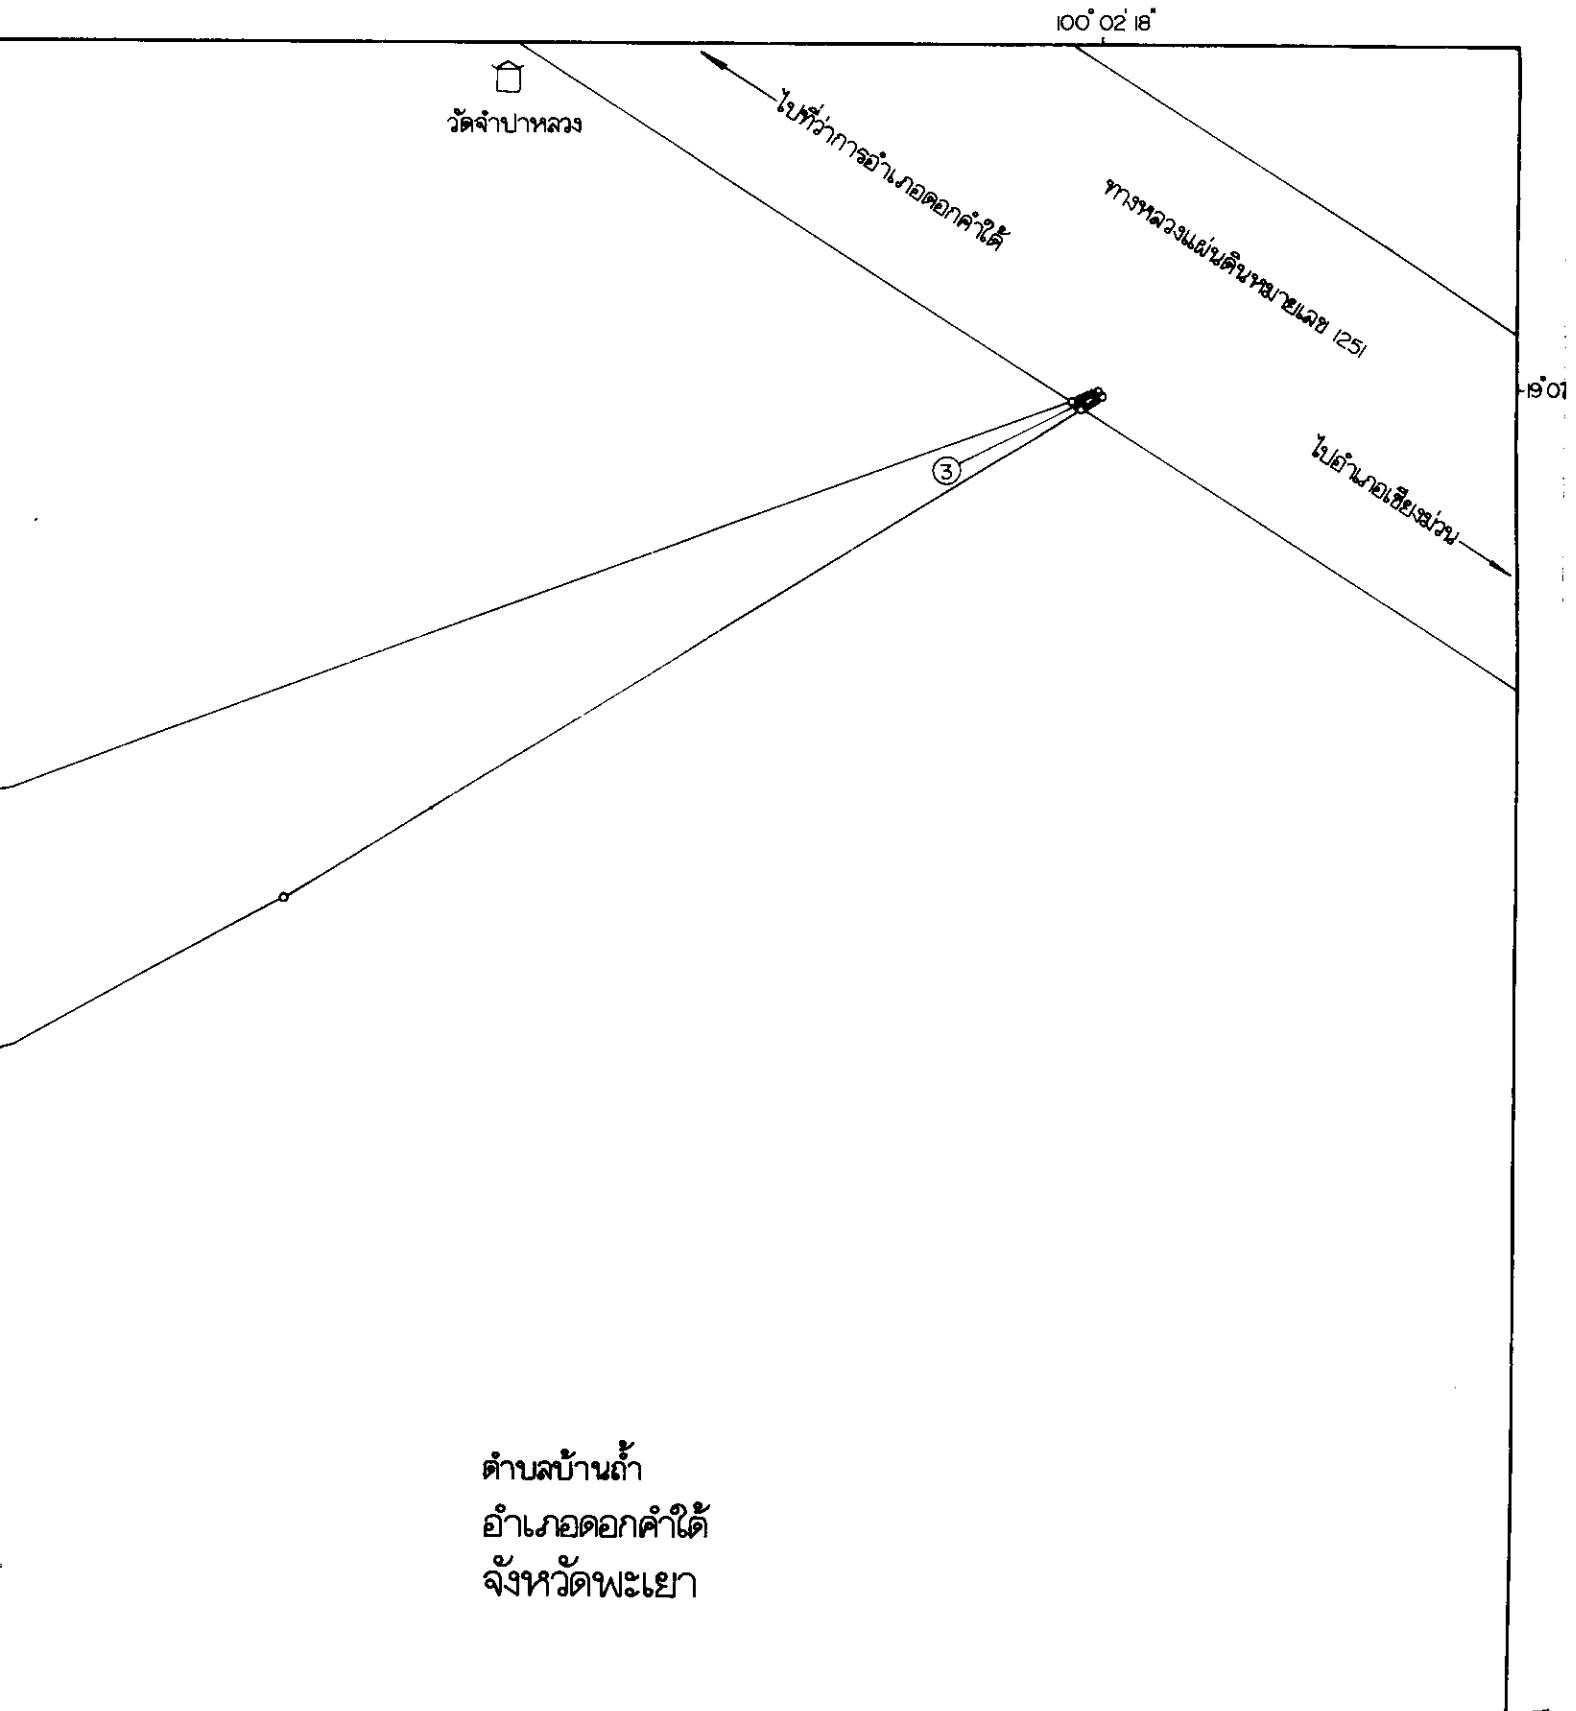 100° 02' 18"
วัดจำปาหลวง
ไปที่ว่าการอำเภอดอกคำใต้
ทางหลวงแผ่นดินหมายเลข 1251
19° 07
3
ไปอำเภอเชียงม่วน
ตำบลบ้านถ้ำ
อำเภอดอกคำใต้
จังหวัดพะเยา